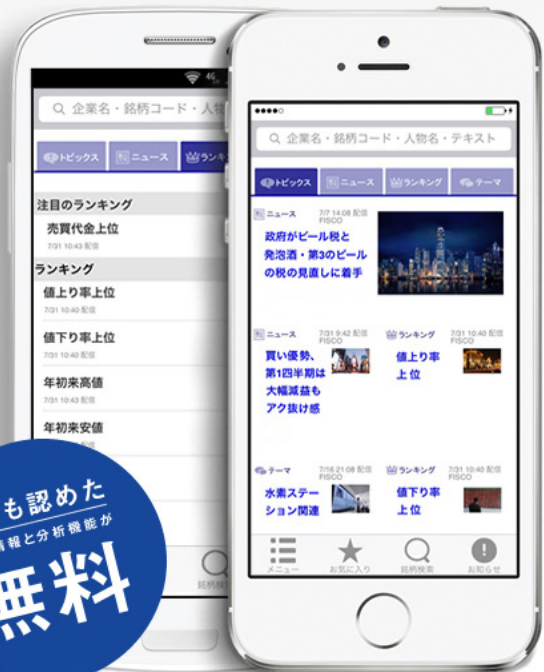 4G
企業名・銘柄コード・人物
トピックス
ニュース
ランキ
注目のランキング
売買代金上位
7/31 10:43 配信
ランキング
値上り率上位
7/31 10:40 配信
値下り率上位
7/31 10:40 配信
年初来高値
7/31 10:43 配信
年初来安値
配信
銘柄検
も認めた
情報と分析機能が
無料
企業名・銘柄コード・人物名・テキスト
トピックス
ニュース
ランキング
テーマ
ニュース
7/7 14:08 配信
FISCO
政府がビール税と
発泡酒・第3のビール
の税の見直しに着手
ニュース
7/31 9:42 配信
FISCO
買い優勢、
第1四半期は
大幅減益も
アク抜け感
ランキング
7/31 10:40 配信
FISCO
値上り率
上位
テーマ
7/16 21:08 配信
FISCO
水素ステー
ション関連
ランキング
7/31 10:40 配信
FISCO
値下り率
上位
メニュー
お気に入り
銘柄検索
お知らせ